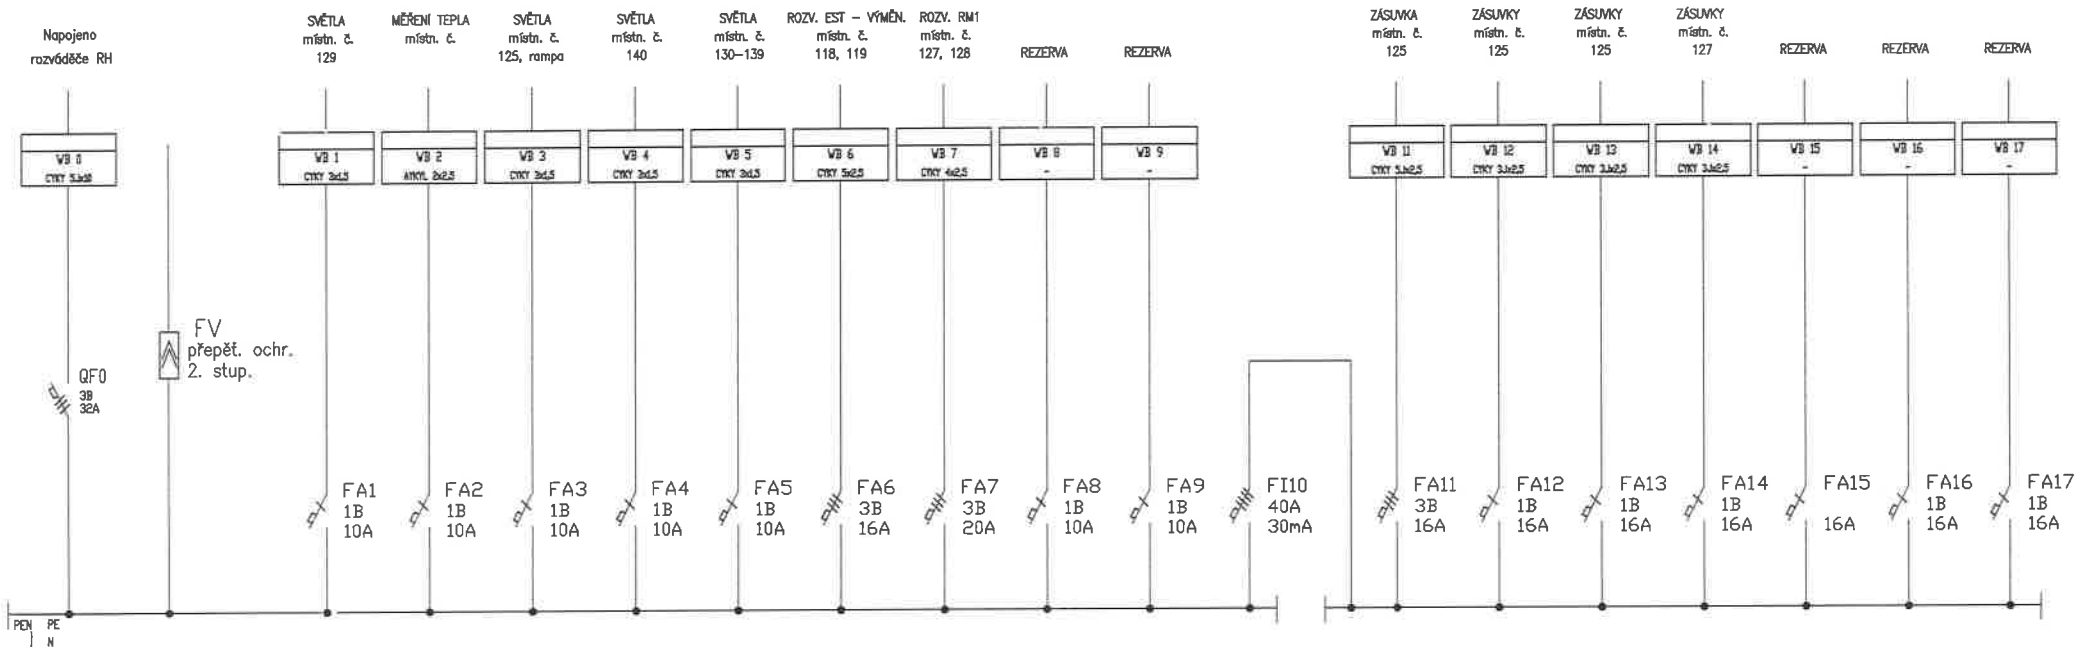 Napojeno
rozváděče RH
SVĚTLA
místn. č.
129
MĚŘENÍ TEPLA
místn. č.
SVĚTLA
místn. č.
125, rampa
SVĚTLA
místn. č.
140
SVĚTLA
místn. č.
130-139
ROZV. EST - VÝMĚN.
místn. č.
118, 119
ROZV. RM1
místn. č.
127, 128
REZERVA
REZERVA
ZÁSUVKA
místn. č.
125
ZÁSUVKY
místn. č.
125
ZÁSUVKY
místn. č.
125
ZÁSUVKY
místn. č.
127
REZERVA
REZERVA
REZERVA
WB 0
CYKY
WB 1
CYKY 3x1,5
WB 2
2x2,5
WB 3
CYKY 3x1,5
WB 4
CYKY 3x1,5
WB 5
CYKY 3x1,5
WB 6
CYKY 5x2,5
WB 7
CYKY 4x2,5
WB 8
-
WB 9
-
WB 11
CYKY 5Jx2,5
WB 12
CYKY 3Jx2,5
WB 13
CYKY 3Jx2,5
WB 14
CYKY 3Jx2,5
WB 15
-
WB 16
-
WB 17
-
FV
přepět. ochr.
2. stup.
QF0
3B
32A
FA1
1B
10A
FA2
1B
10A
FA3
1B
10A
FA4
1B
10A
FA5
1B
10A
FA6
3B
16A
FA7
3B
20A
FA8
1B
10A
FA9
1B
10A
FI10
40A
30mA
FA11
3B
16A
FA12
1B
16A
FA13
1B
16A
FA14
1B
16A
FA15
16A
FA16
1B
16A
FA17
1B
16A
PEN PE
N